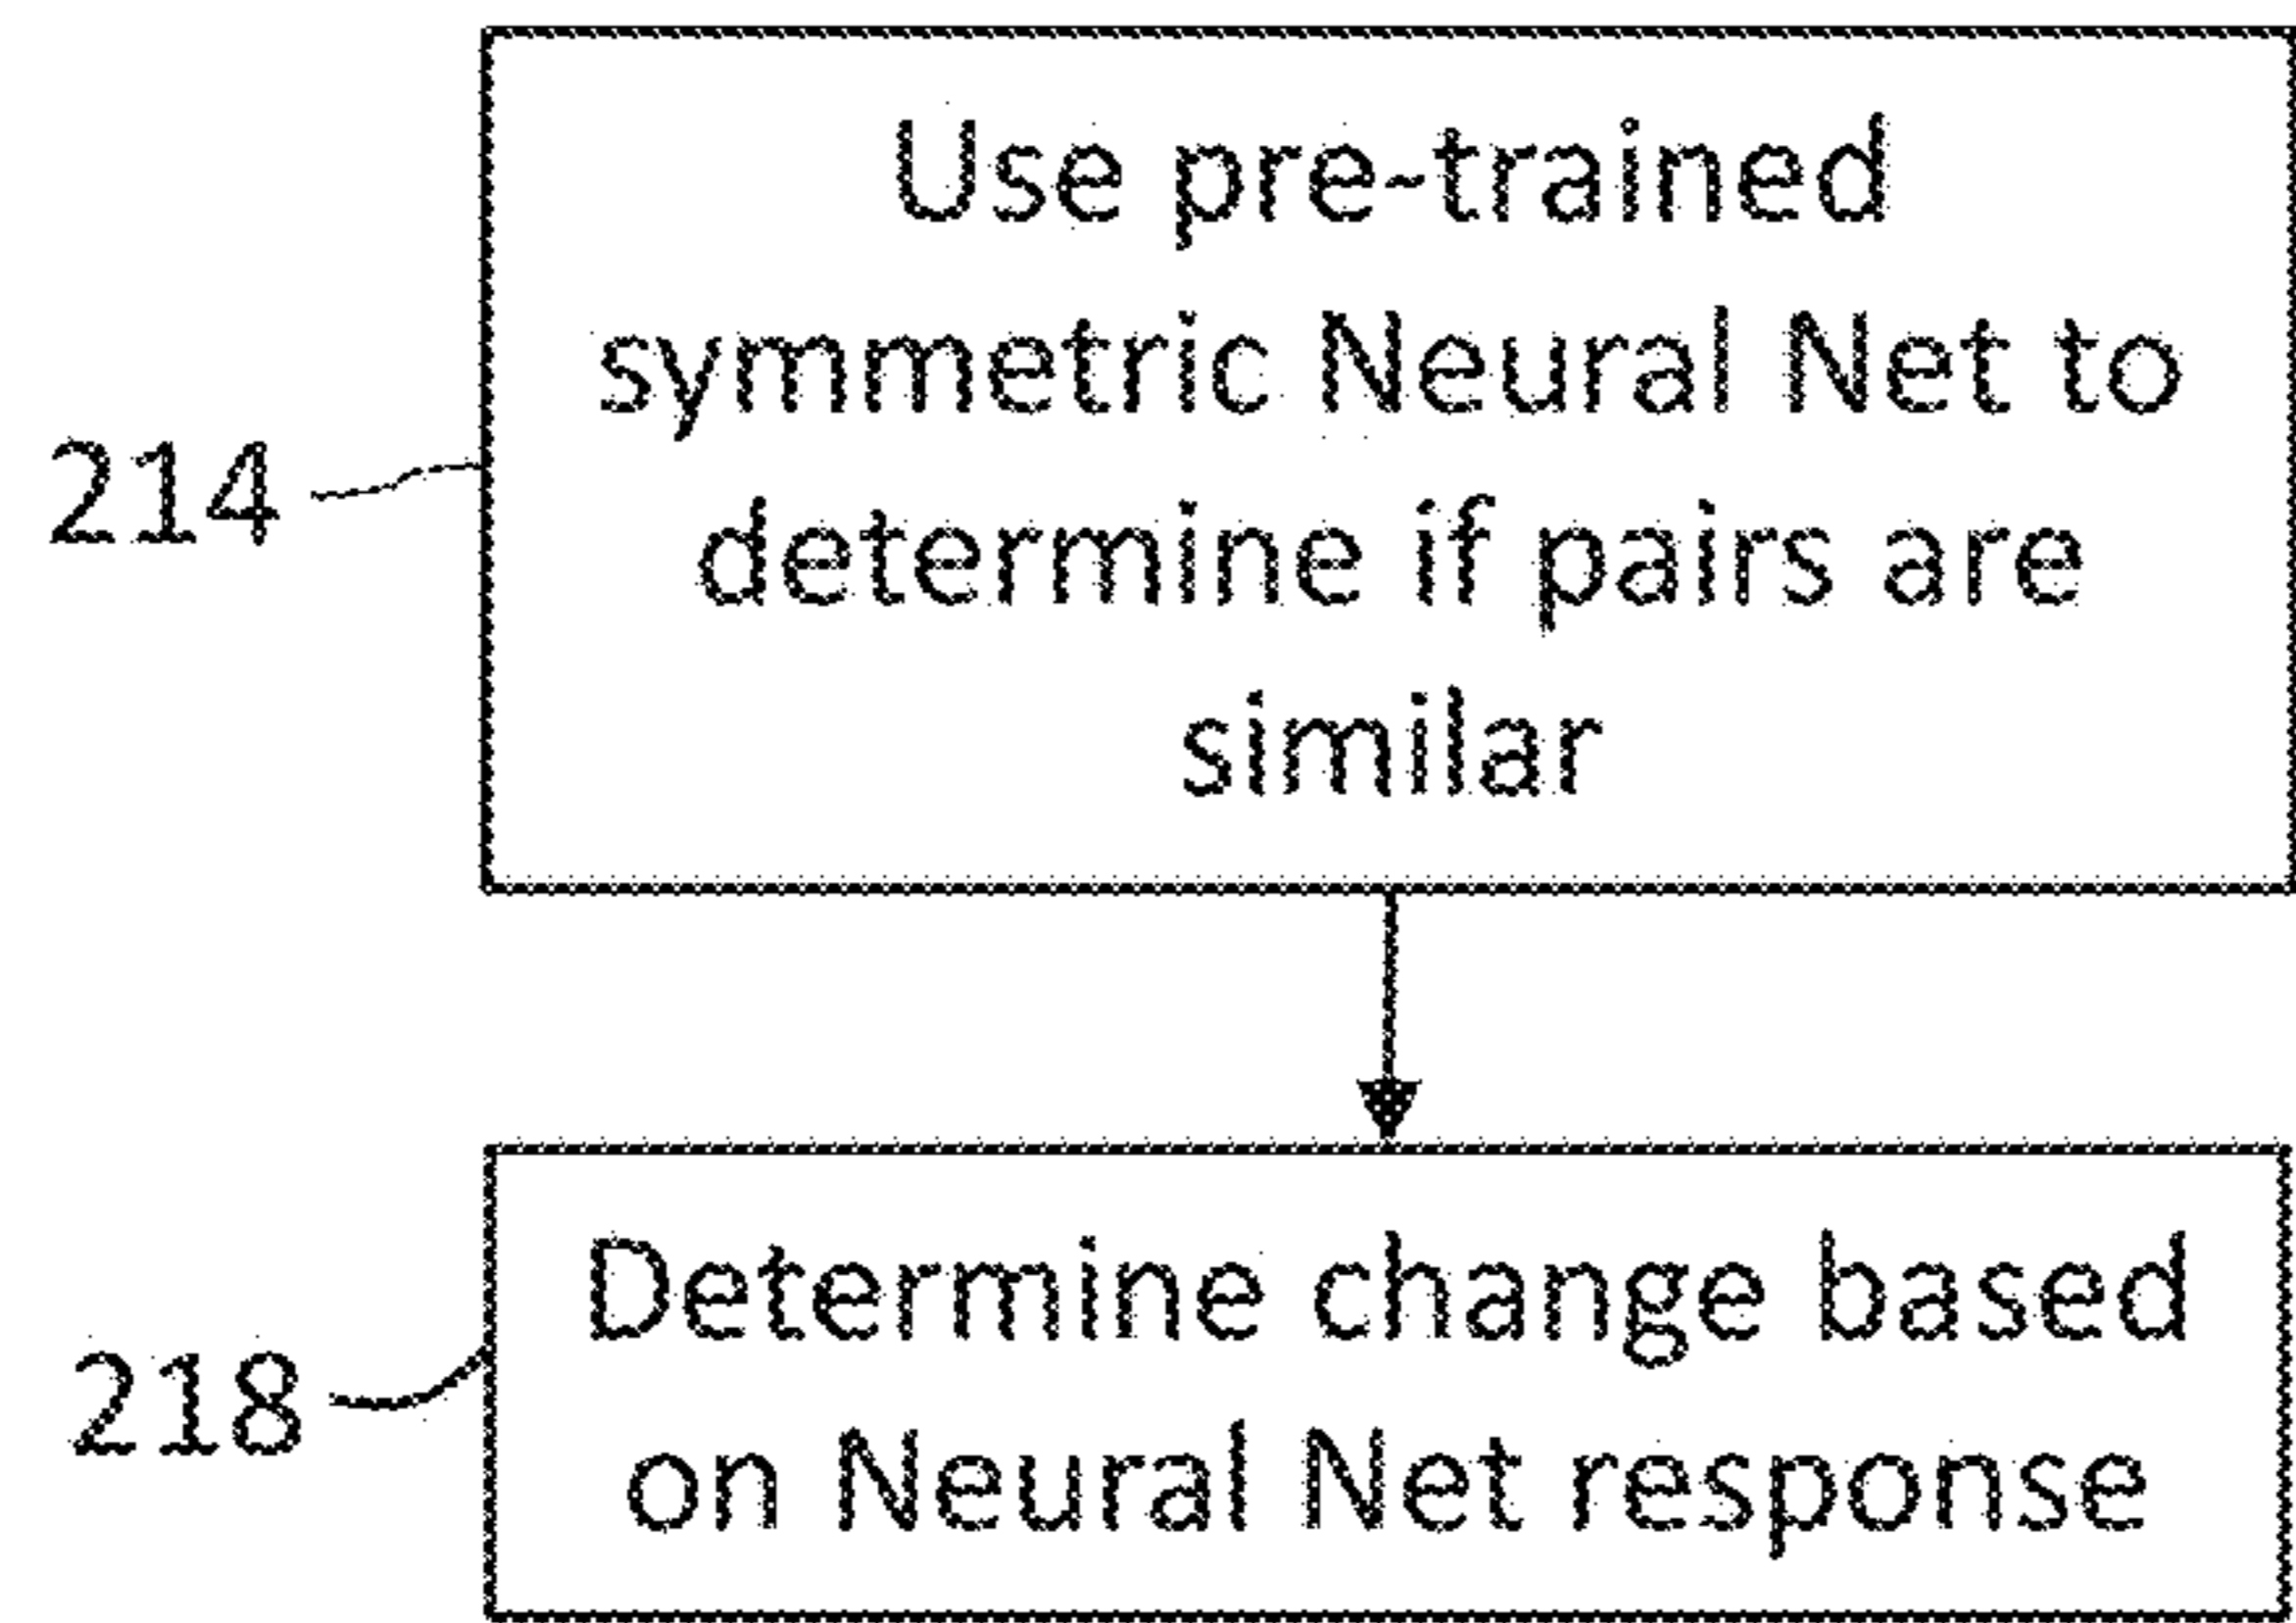 Use pre-trained
symmetric Neural Net to
determine if pairs are
similar
214
Determine change based
on Neural Net response
218